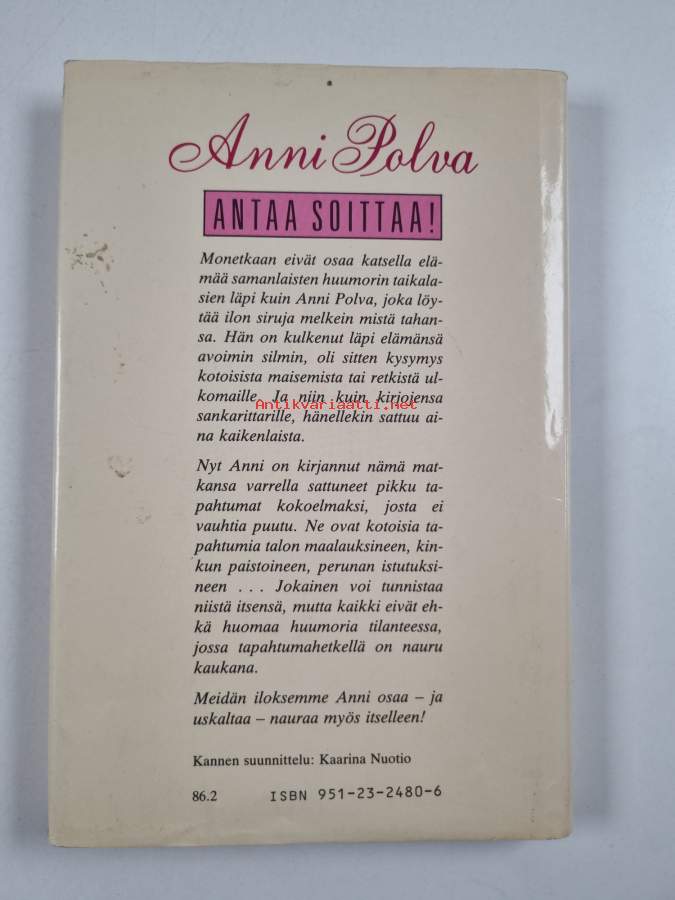 Anni Polva
ANTAA SOITTAA!
Monetkaan eivät osaa katsella elä-
mää samanlaisten huumorin taikala-
sien läpi kuin Anni Polva, joka löy-
tää ilon siruja melkein mistä tahan-
sa. Hän on kulkenut läpi elämänsä
avoimin silmin, oli sitten kysymys
kotoisista maisemista tai retkistä ul-
komaille. Ja niin kuin kirjojensa
Antikvariaatti.net
sankarittarille, hänellekin sattuu ai-
na kaikenlaista.
Nyt Anni on kirjannut nämä mat-
kansa varrella sattuneet pikku ta-
pahtumat kokoelmaksi, josta ei
vauhtia puutu. Ne ovat kotoisia ta-
pahtumia talon maalauksineen, kin-
kun paistoineen, perunan istutuksi-
neen . . . Jokainen voi tunnistaa
niistä itsensä, mutta kaikki eivät eh-
kä huomaa huumoria tilanteessa,
jossa tapahtumahetkellä on nauru
kaukana.
Meidän iloksemme Anni osaa – ja
uskaltaa – nauraa myös itselleen!
Kannen suunnittelu: Kaarina Nuotio
86.2 ISBN 951-23-2480-6